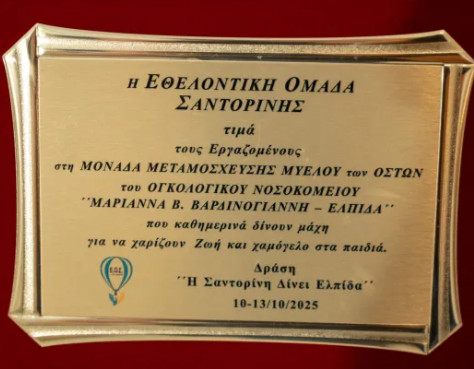 Η ΕΘΕΛΟΝΤΙΚΗ ΟΜΑΔΑ
ΣΑΝΤΟΡΙΝΗΣ
τιμά
τους Εργαζομένους
στη ΜΟΝΑΔΑ ΜΕΤΑΜΟΣΧΕΥΣΗΣ ΜΥΕΛΟΥ των ΟΣΤΩΝ
του ΟΓΚΟΛΟΓΙΚΟΥ ΝΟΣΟΚΟΜΕΙΟΥ
΄΄ΜΑΡΙΑΝΝΑ Β. ΒΑΡΔΙΝΟΓΙΑΝΝΗ – ΕΛΠΙΔΑ΄΄
που καθημερινά δίνουν μάχη
για να χαρίζουν Ζωή και χαμόγελο στα παιδιά.
Δράση
΄΄Η Σαντορίνη Δίνει Ελπίδα΄΄
10-13/10/2025
Ε.Ο.Σ.